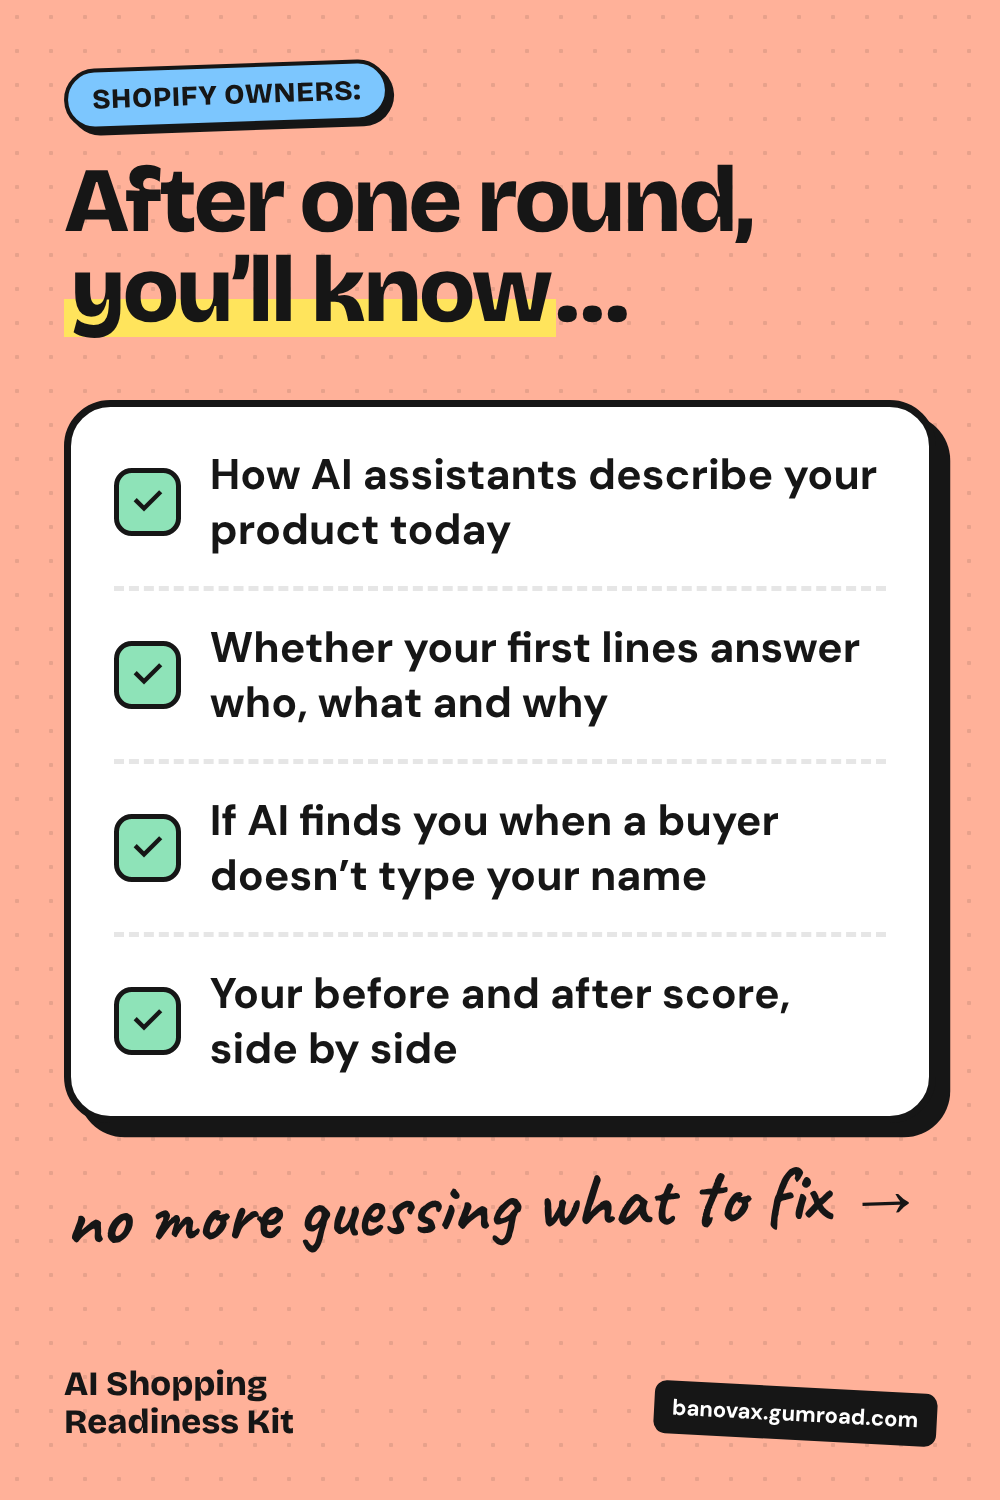 SHOPIFY OWNERS:
After one round,
you’ll know...
How AI assistants describe your
product today
Whether your first lines answer
who, what and why
If AI finds you when a buyer
doesn’t type your name
Your before and after score,
side by side
no more guessing what to fix →
AI Shopping
Readiness Kit
banovax.gumroad.com